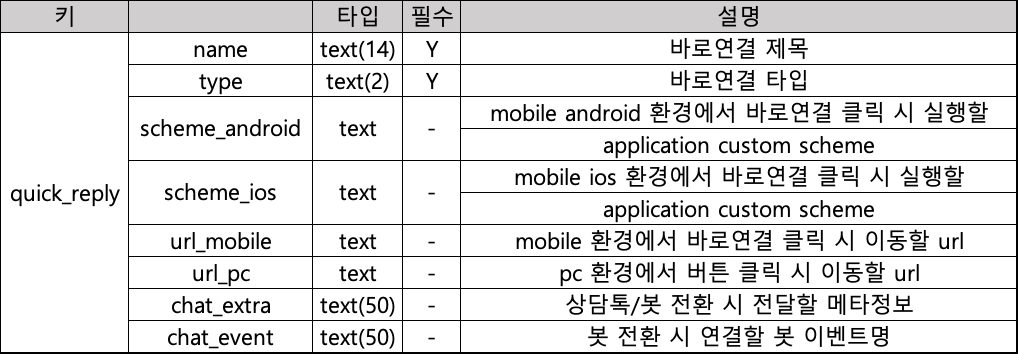 키 타입 필수 설명
quick_reply
name text(14) Y 바로연결 제목
type text(2) Y 바로연결 타입
scheme_android text - mobile android 환경에서 바로연결 클릭 시 실행할
application custom scheme
scheme_ios text - mobile ios 환경에서 바로연결 클릭 시 실행할
application custom scheme
url_mobile text - mobile 환경에서 바로연결 클릭 시 이동할 url
url_pc text - pc 환경에서 버튼 클릭 시 이동할 url
chat_extra text(50) - 상담톡/봇 전환 시 전달할 메타정보
chat_event text(50) - 봇 전환 시 연결할 봇 이벤트명